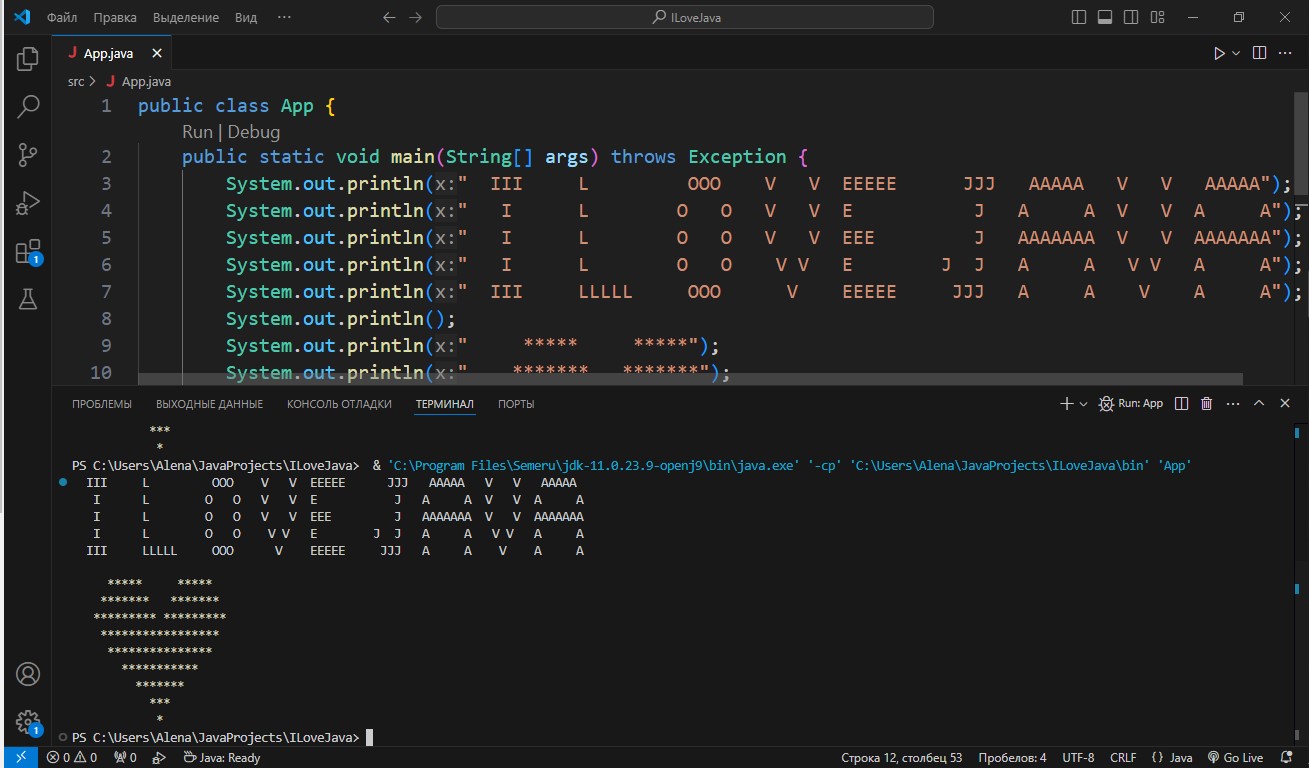 Файл Правка Выделение Вид ··· ILoveJava
App.java
src > App.java
1 public class App {
Run | Debug
2     public static void main(String[] args) throws Exception {
3         System.out.println(x:"  III     L         OOO    V   V  EEEEE      JJJ   AAAAA   V   V   AAAAA");
4         System.out.println(x:"   I      L        O   O   V   V  E           J   A     A  V   V  A     A");
5         System.out.println(x:"   I      L        O   O   V   V  EEE         J   AAAAAAA  V   V  AAAAAAA");
6         System.out.println(x:"   I      L        O   O    V V   E        J  J   A     A   V V   A     A");
7         System.out.println(x:"  III     LLLLL     OOO      V    EEEEE     JJJ   A     A    V    A     A");
8         System.out.println();
9         System.out.println(x:"     *****     *****");
10         System.out.println(x:"    *******   *******");
ПРОБЛЕМЫ ВЫХОДНЫЕ ДАННЫЕ КОНСОЛЬ ОТЛАДКИ ТЕРМИНАЛ ПОРТЫ Run: App
           ***
            *
PS C:\Users\Alena\JavaProjects\ILoveJava>  & 'C:\Program Files\Semeru\jdk-11.0.23.9-openj9\bin\java.exe' '-cp' 'C:\Users\Alena\JavaProjects\ILoveJava\bin' 'App'
  III     L         OOO    V   V  EEEEE      JJJ   AAAAA   V   V   AAAAA
   I      L        O   O   V   V  E           J   A     A  V   V  A     A
   I      L        O   O   V   V  EEE         J   AAAAAAA  V   V  AAAAAAA
   I      L        O   O    V V   E        J  J   A     A   V V   A     A
  III     LLLLL     OOO      V    EEEEE     JJJ   A     A    V    A     A
     *****     *****
    *******   *******
   ********* *********
    *****************
     ***************
       ***********
         *******
           ***
            *
PS C:\Users\Alena\JavaProjects\ILoveJava>
1
1
0 0 0 Java: Ready Строка 12, столбец 53 Пробелов: 4 UTF-8 CRLF {} Java Go Live